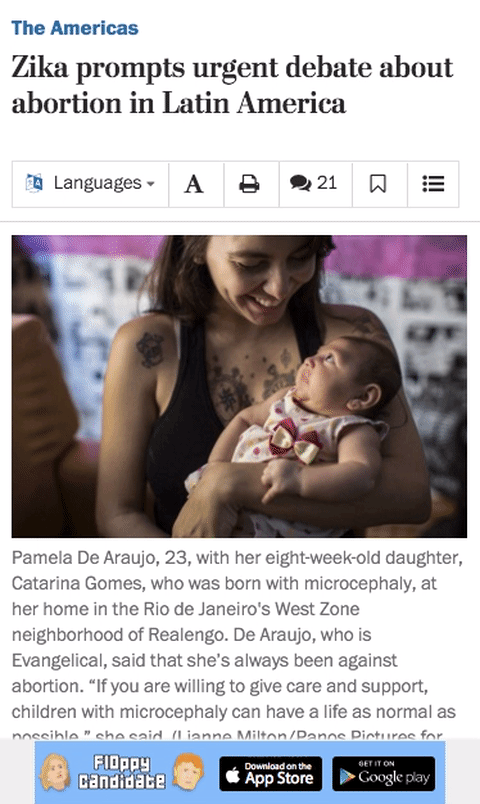 The Americas
Zika prompts urgent debate about
abortion in Latin America
Languages
A
21
Pamela De Araujo, 23, with her eight-week-old daughter,
Catarina Gomes, who was born with microcephaly, at
her home in the Rio de Janeiro's West Zone
neighborhood of Realengo. De Araujo, who is
Evangelical, said that she's always been against
abortion. “If you are willing to give care and support,
children with microcephaly can have a life as normal as
possible,” she said. (Lianne Milton/Panos Pictures for
Floppy
Candidate
Download on the
App Store
GET IT ON
Google play